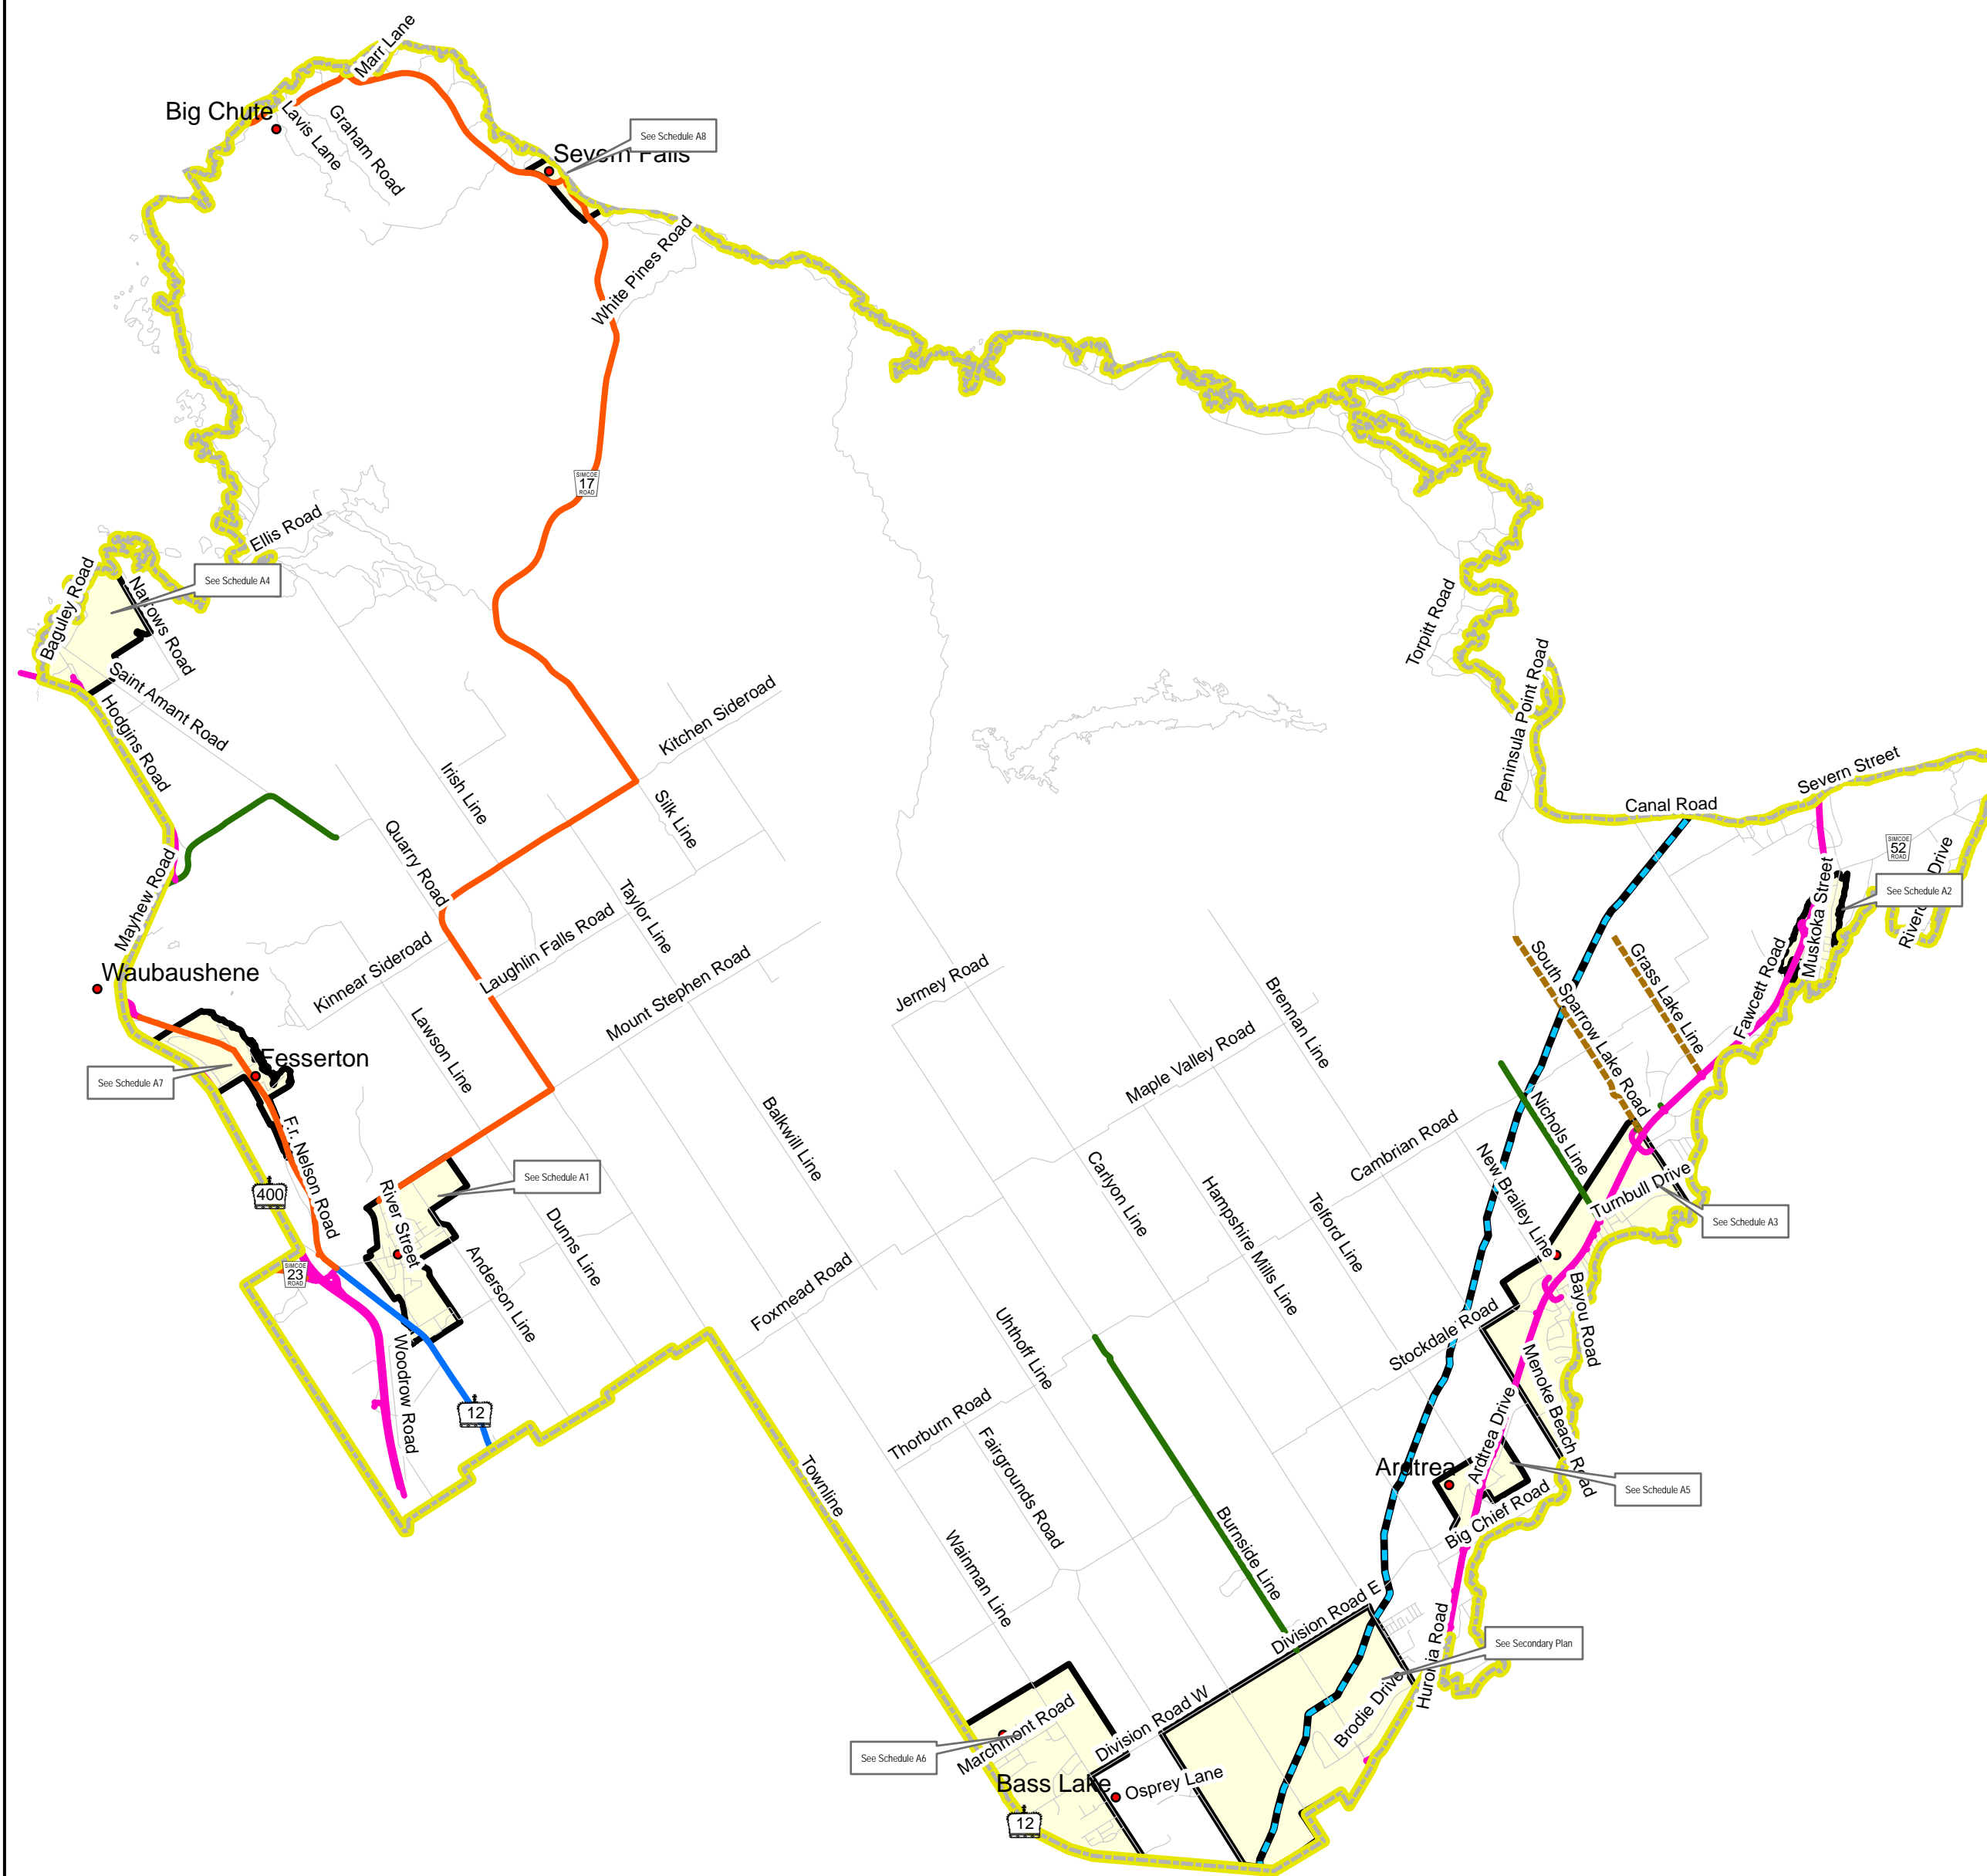 Marr Lane
Big Chute
Lavis Lane
Graham Road
See Schedule A8
Severn Falls
White Pines Road
SIMCOE
17
ROAD
Ellis Road
See Schedule A4
Baguley Road
Narrows Road
Saint Amant Road
Hodgins Road
Torpitt Road
Peninsula Point Road
Kitchen Sideroad
Irish Line
Silk Line
Severn Street
Canal Road
Quarry Road
Mayhew Road
Taylor Line
SIMCOE
52
ROAD
See Schedule A2
Drive
Muskoka Street
Waubaushene
Kinnear Sideroad
Laughlin Falls Road
Mount Stephen Road
Jermey Road
Brennan Line
South Sparrow Lake Road
Grass Lake Line
Fawcett Road
Lawson Line
Fesserton
See Schedule A7
Maple Valley Road
Balkwill Line
F.r. Nelson Road
Nichols Line
Cambrian Road
New Brailey Line
Carlyon Line
Hampshire Mills Line
Telford Line
Turnbull Drive
See Schedule A3
See Schedule A1
400
River Street
Dunns Line
Anderson Line
SIMCOE
23
ROAD
Foxmead Road
Uhthoff Line
Bayou Road
Stockdale Road
Menoke Beach Road
Woodrow Road
12
Thorburn Road
Fairgrounds Road
Townline
Ardtrea Drive
Ardtrea
See Schedule A5
Big Chief Road
Burnside Line
Wainman Line
Division Road E
See Secondary Plan
Huronia Road
Brodie Drive
Division Road W
Marchmont Road
See Schedule A6
Bass Lake
Osprey Lane
12